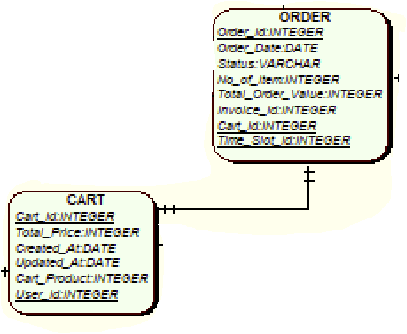 ORDER
Order_Id:INTEGER
Order_Date:DATE
Status:VARCHAR
No_of_item:INTEGER
Total_Order_Value:INTEGER
Invoice_Id:INTEGER
Cart_Id:INTEGER
Time_Slot_Id:INTEGER
CART
Cart_Id:INTEGER
Total_Price:INTEGER
Created_At:DATE
Updated_At:DATE
Cart_Product:INTEGER
User_Id:INTEGER